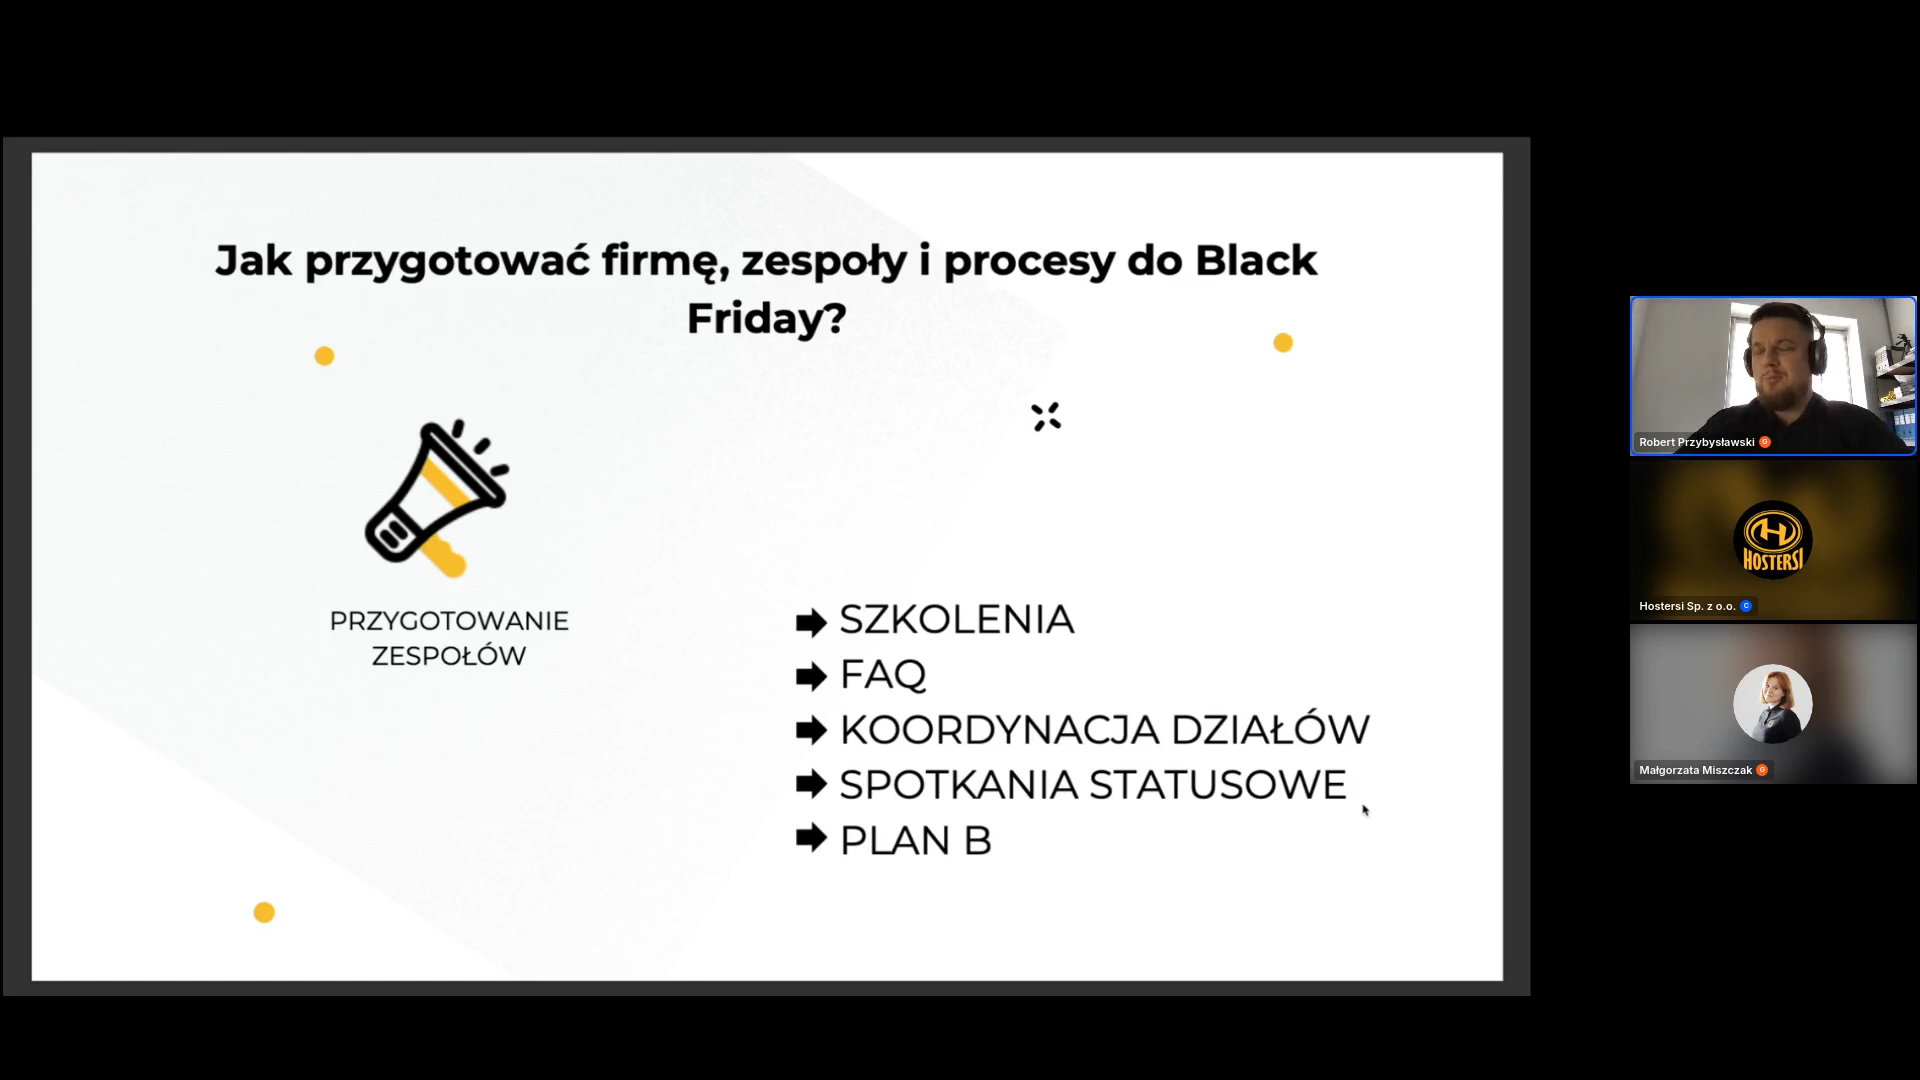 Jak przygotować firmę, zespoły i procesy do Black
Friday?
PRZYGOTOWANIE
ZESPOŁÓW
SZKOLENIA
FAQ
KOORDYNACJA DZIAŁÓW
SPOTKANIA STATUSOWE
PLAN B
Robert Przybysławski G
HOSTERSI
Hostersi Sp. z o.o. C
Małgorzata Miszczak G